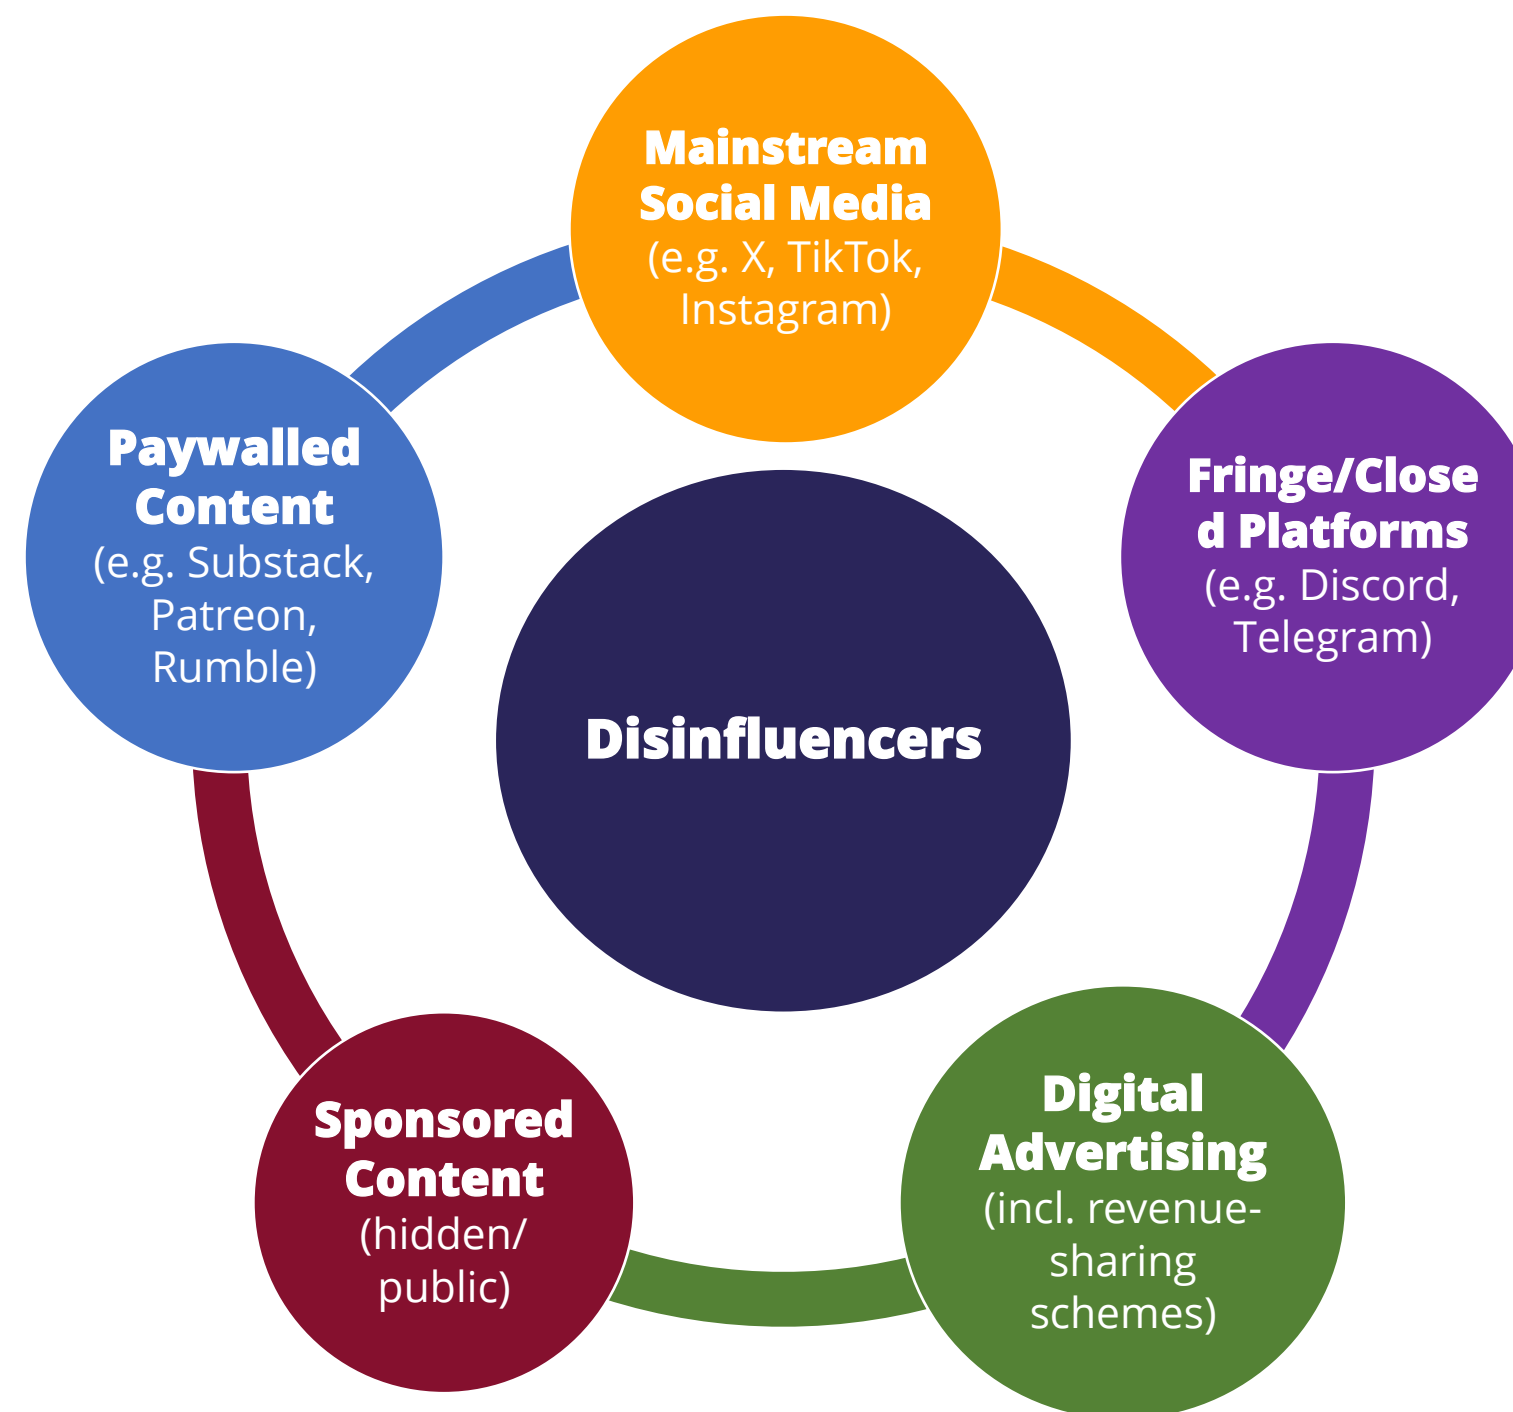 Mainstream
Social Media
(e.g. X, TikTok,
Instagram)
Fringe/Close
d Platforms
(e.g. Discord,
Telegram)
Digital
Advertising
(incl. revenue-
sharing
schemes)
Sponsored
Content
(hidden/
public)
Paywalled
Content
(e.g. Substack,
Patreon,
Rumble)
Disinfluencers